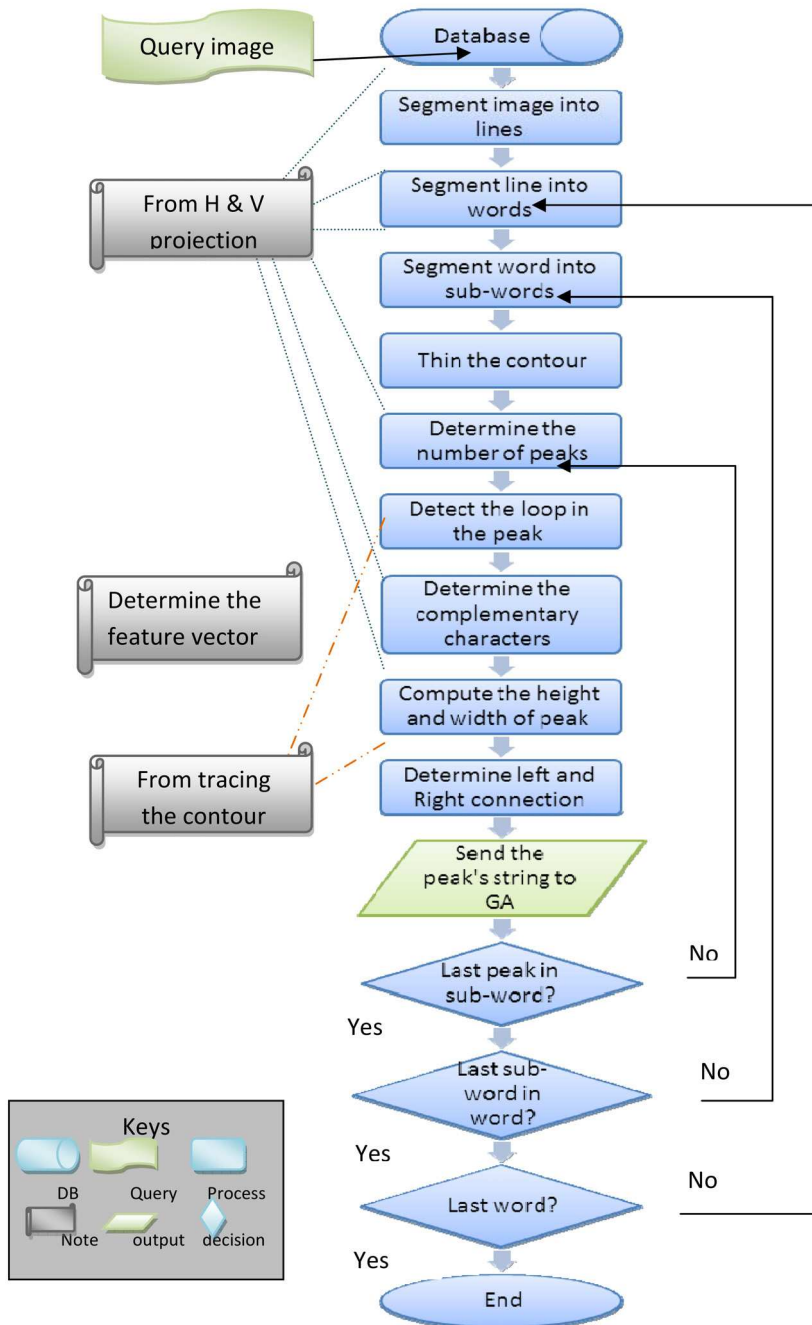 Query image
Database
Segment image into
lines
From H & V
projection
Segment line into
words
Segment word into
sub-words
Thin the contour
Determine the
number of peaks
Detect the loop in
the peak
Determine the
feature vector
Determine the
complementary
characters
Compute the height
and width of peak
From tracing
the contour
Determine left and
Right connection
Send the
peak's string to
GA
Last peak in
sub-word?
No
Yes
Last sub-
word in
word?
No
Yes
Last word?
No
Yes
End
Keys
DB Query Process
Note output decision